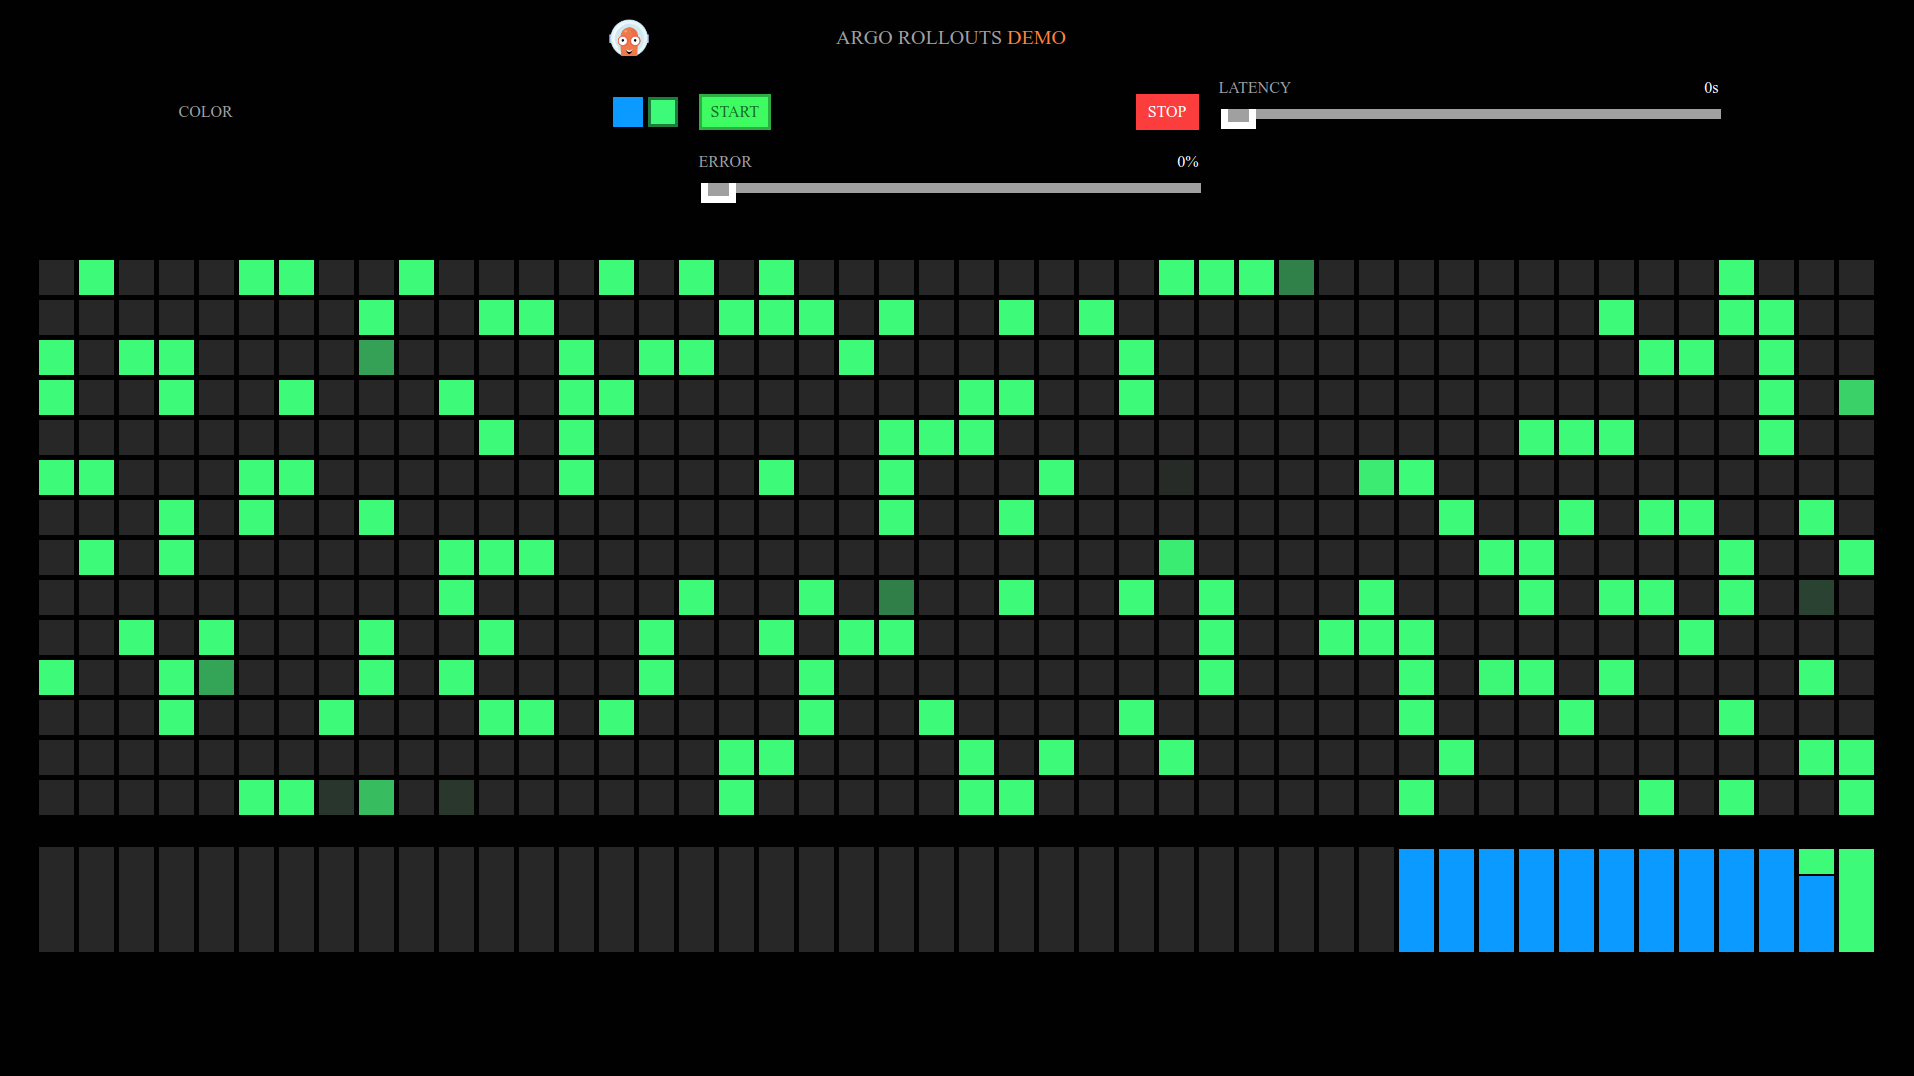 ARGO ROLLOUTS DEMO
COLOR
START
STOP
LATENCY 0s
ERROR 0%